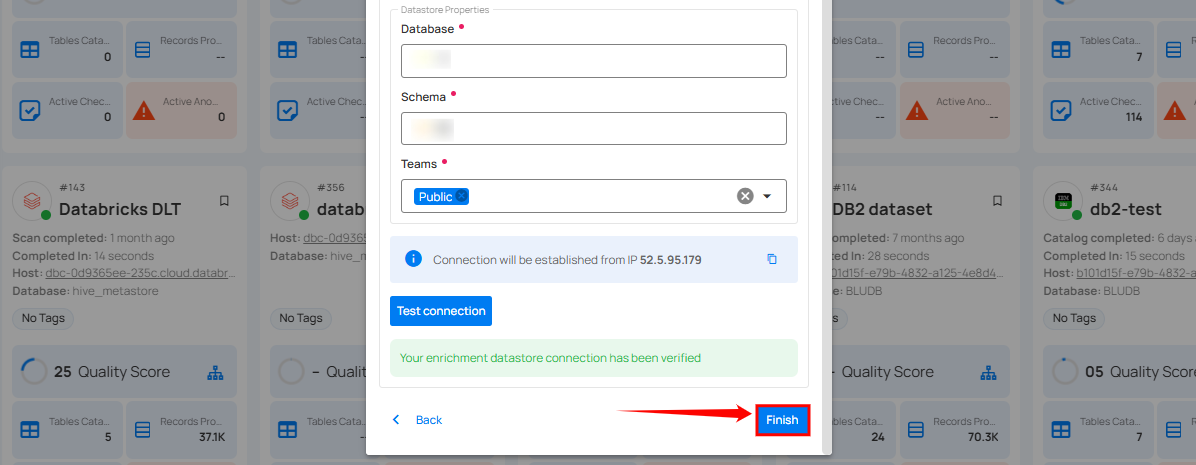 Tables Cata...
0
Records Pro...
--
Active Chec...
0
Active Ano...
0
Tables Cata...
Active Chec...
Records Pro...
--
Active Ano...
--
Tables Cata...
7
Active Chec...
114
Datastore Properties
Database
Schema
Teams
Public
Connection will be established from IP 52.5.95.179
Test connection
Your enrichment datastore connection has been verified
Back
Finish
#143
Databricks DLT
Scan completed: 1 month ago
Completed In: 14 seconds
Host: dbc-0d9365ee-235c.cloud.databr...
Database: hive_metastore
No Tags
25 Quality Score
Tables Cata...
5
Records Pro...
37.1K
#356
datab
Host: dbc-0d9365
Database: hive_m
No Tags
– Quali
Tables Cata...
#114
DB2 dataset
ompleted: 7 months ago
ted In: 28 seconds
01d15f-e79b-4832-a125-4e8d4...
se: BLUDB
s
Quality Score
24
Records Pro...
70.3K
#344
db2-test
Catalog completed: 6 days a
Completed In: 15 seconds
Host: b101d15f-e79b-4832-a
Database: BLUDB
No Tags
05 Quality Score
Tables Cata...
7